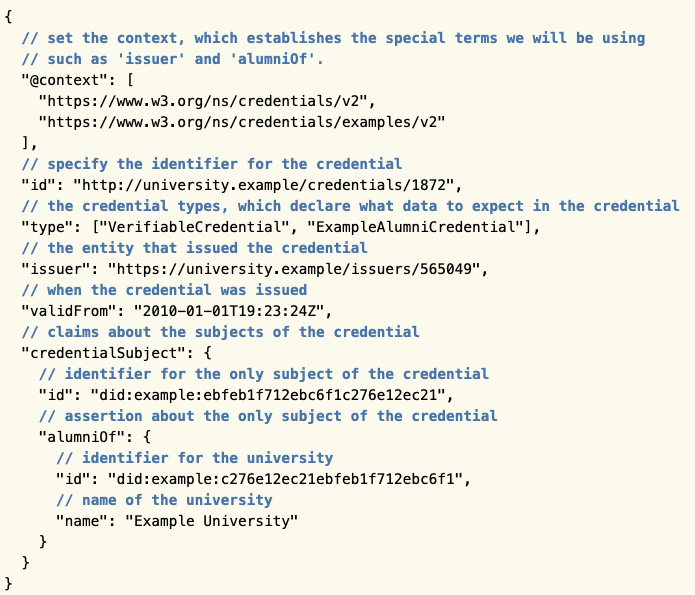 {
  // set the context, which establishes the special terms we will be using
  // such as 'issuer' and 'alumniOf'.
  "@context": [
    "https://www.w3.org/ns/credentials/v2",
    "https://www.w3.org/ns/credentials/examples/v2"
  ],
  // specify the identifier for the credential
  "id": "http://university.example/credentials/1872",
  // the credential types, which declare what data to expect in the credential
  "type": ["VerifiableCredential", "ExampleAlumniCredential"],
  // the entity that issued the credential
  "issuer": "https://university.example/issuers/565049",
  // when the credential was issued
  "validFrom": "2010-01-01T19:23:24Z",
  // claims about the subjects of the credential
  "credentialSubject": {
    // identifier for the only subject of the credential
    "id": "did:example:ebfeb1f712ebc6f1c276e12ec21",
    // assertion about the only subject of the credential
    "alumniOf": {
      // identifier for the university
      "id": "did:example:c276e12ec21ebfeb1f712ebc6f1",
      // name of the university
      "name": "Example University"
    }
  }
}